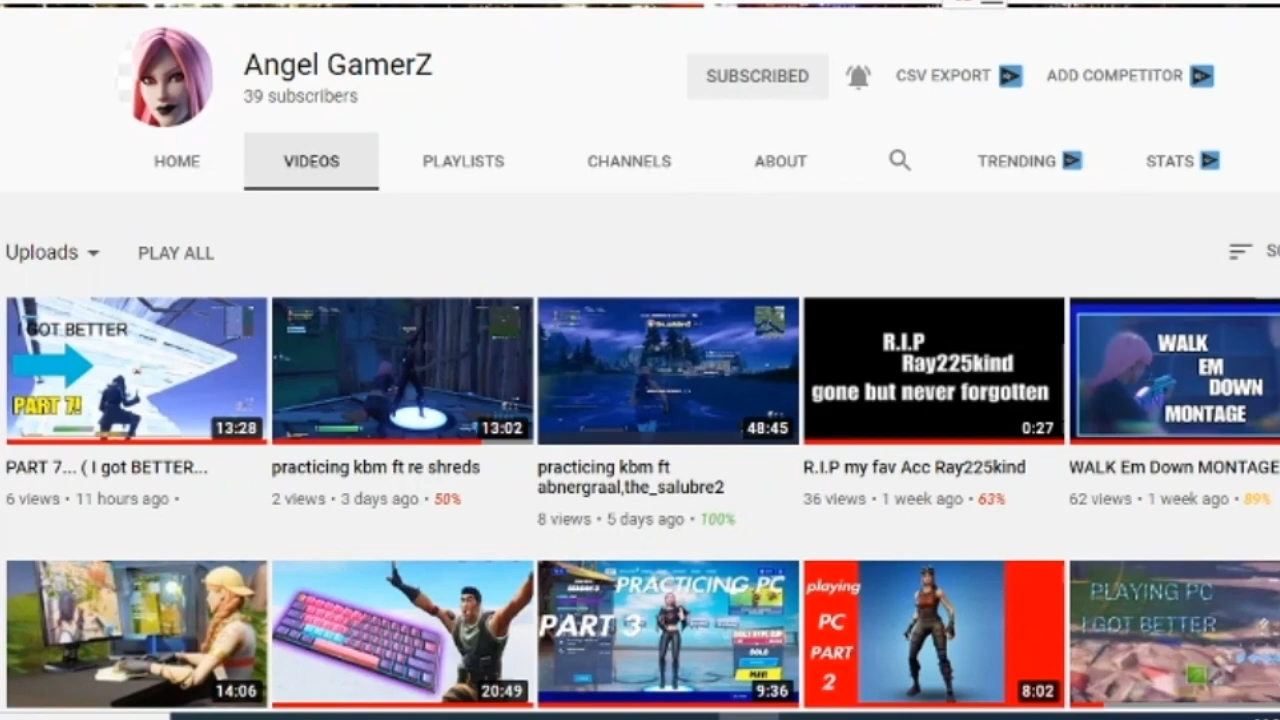 Angel GamerZ
39 subscribers
SUBSCRIBED
CSV EXPORT
ADD COMPETITOR
HOME
VIDEOS
PLAYLISTS
CHANNELS
ABOUT
TRENDING
STATS
Uploads
PLAY ALL
I GOT BETTER
PART 7!
13:28
13:02
48:45
R.I.P
Ray225kind
gone but never forgotten
0:27
WALK
EM
DOWN
MONTAGE
PART 7... ( I got BETTER...
6 views • 11 hours ago •
practicing kbm ft re shreds
2 views • 3 days ago • 50%
practicing kbm ft
abnergraal,the_salubre2
8 views • 5 days ago • 100%
R.I.P my fav Acc Ray225kind
36 views • 1 week ago • 63%
WALK Em Down MONTAGE
62 views • 1 week ago • 89%
14:06
20:49
PRACTICING PC
PART 3
9:36
playing
PC
PART
2
8:02
PLAYING PC
I GOT BETTER